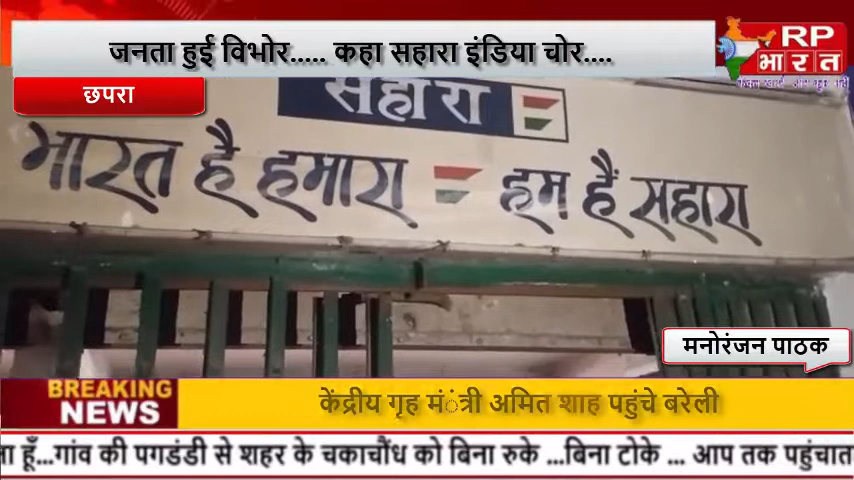 जनता हुई विभोर..... कहा सहारा इंडिया चोर....
RP
भारत
छपरा
सहारा
भारत है हमारा हम हैं सहारा
मनोरंजन पाठक
BREAKING
NEWS
केंद्रीय गृह मंंत्री अमित शाह पहुंचे बरेली
हूँ...गांव की पगडंडी से शहर के चकाचौंध को बिना रुके ...बिना टोके ... आप तक पहुंचात